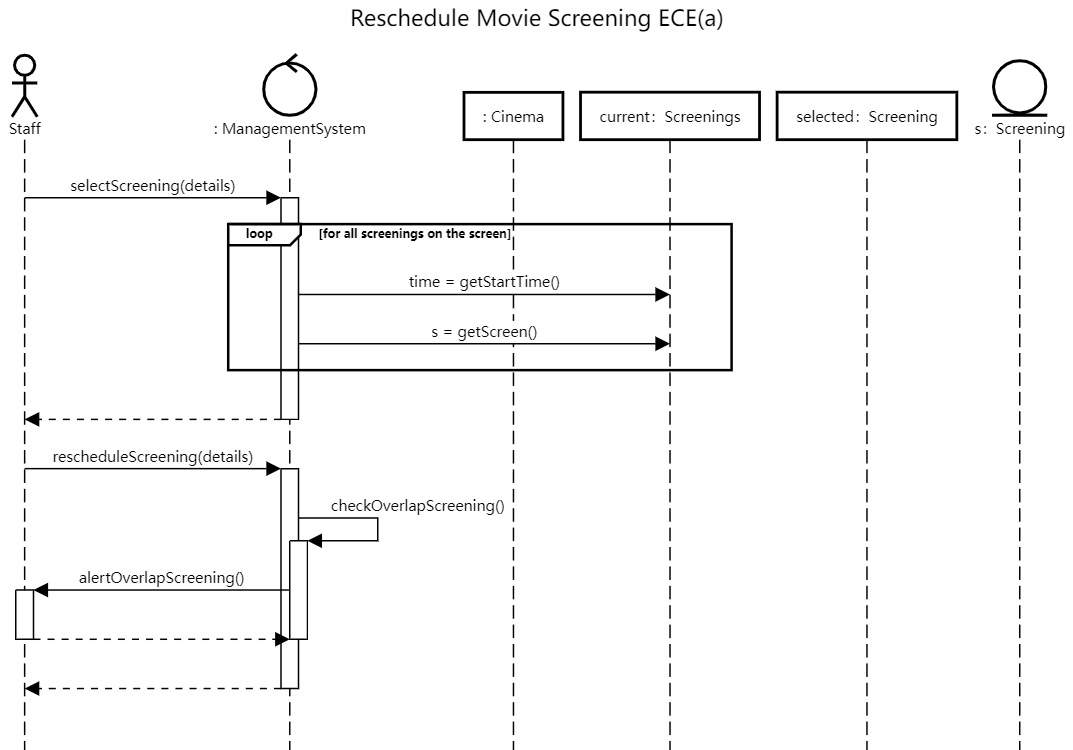 Reschedule Movie Screening ECE(a)
Staff
: ManagementSystem
: Cinema
current: Screenings
selected: Screening
s: Screening
selectScreening(details)
loop
[for all screenings on the screen]
time = getStartTime()
s = getScreen()
rescheduleScreening(details)
checkOverlapScreening()
alertOverlapScreening()